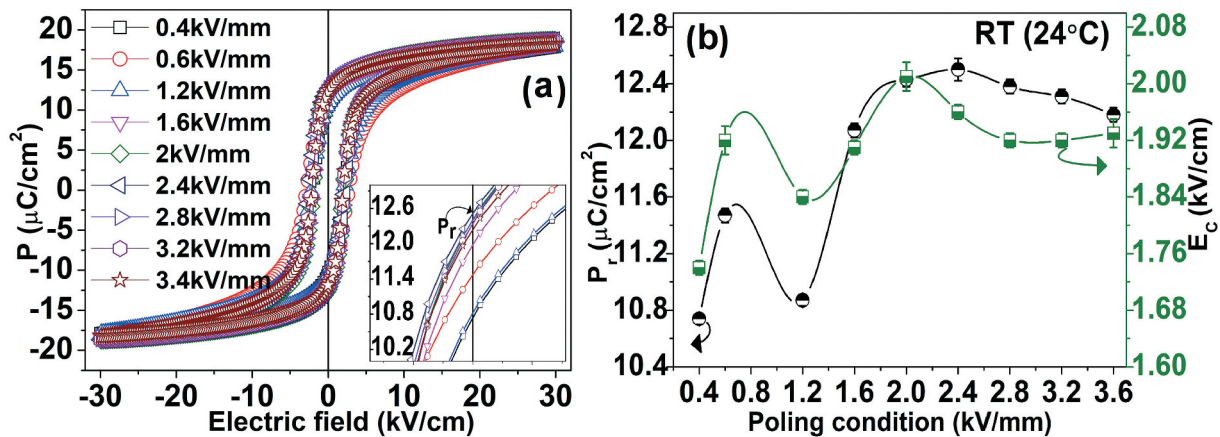 20
15
10
5
0
-5
-10
-15
-20
P (μC/cm²)
0.4kV/mm
0.6kV/mm
1.2kV/mm
1.6kV/mm
2kV/mm
2.4kV/mm
2.8kV/mm
3.2kV/mm
3.4kV/mm
(a)
12.6
12.0
11.4
10.8
10.2
Pr
-30 -20 -10 0 10 20 30
Electric field (kV/cm)
(b)
RT (24°C)
12.8
12.4
12.0
11.6
11.2
10.8
10.4
Pr (μC/cm²)
2.08
2.00
1.92
1.84
1.76
1.68
1.60
EC (kV/cm)
0.4 0.8 1.2 1.6 2.0 2.4 2.8 3.2 3.6
Poling condition (kV/mm)